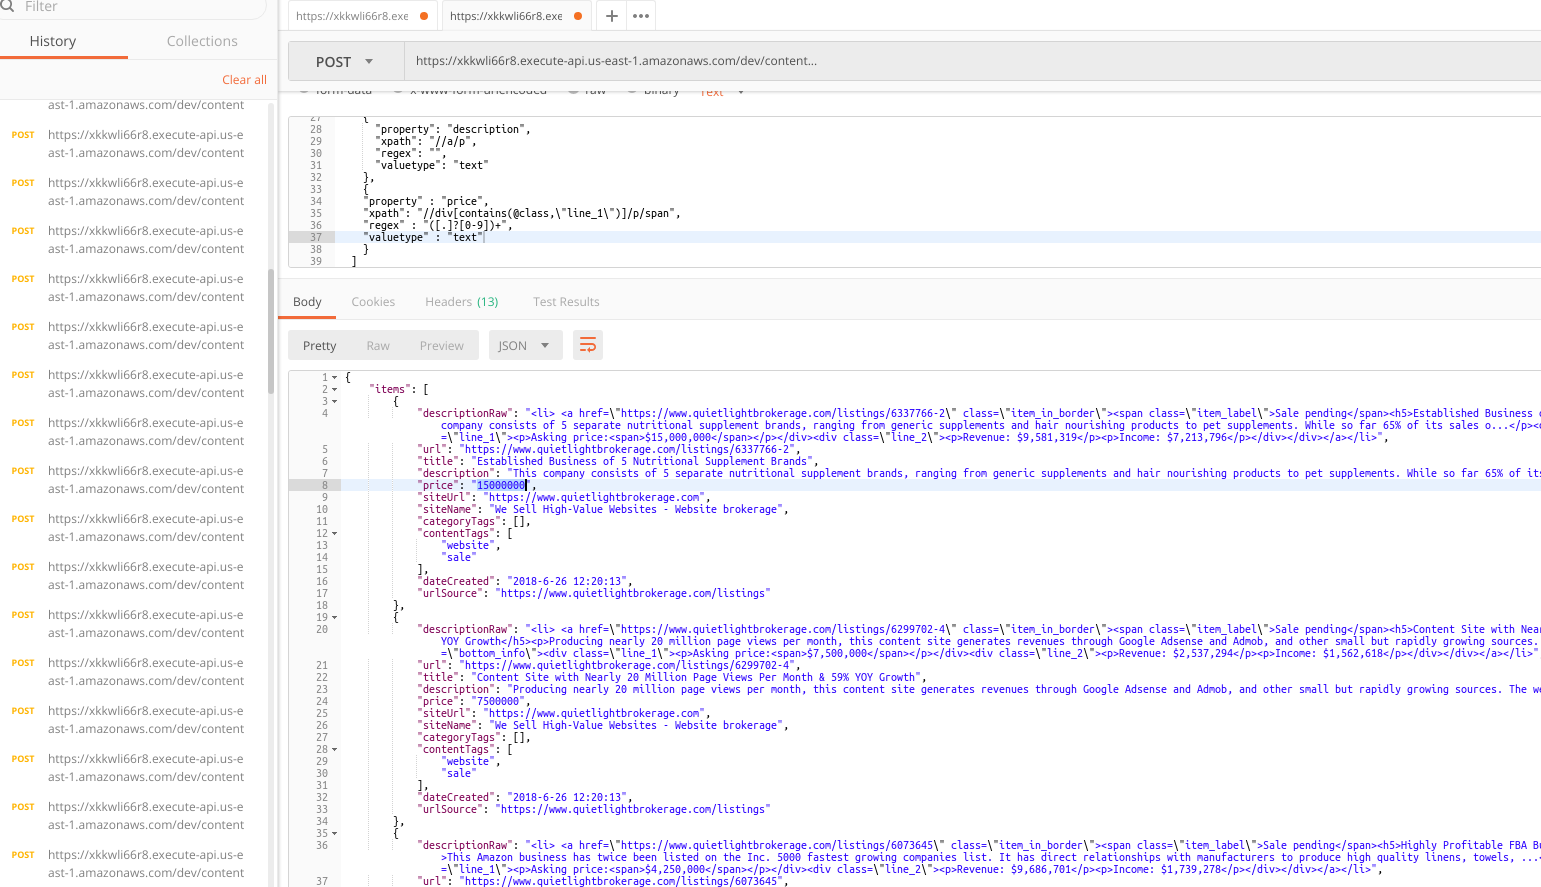 Filter
History
Collections
Clear all
ast-1.amazonaws.com/dev/content
POST https://xkkwli66r8.execute-api.us-e
ast-1.amazonaws.com/dev/content
POST https://xkkwli66r8.execute-api.us-e
ast-1.amazonaws.com/dev/content
POST https://xkkwli66r8.execute-api.us-e
ast-1.amazonaws.com/dev/content
POST https://xkkwli66r8.execute-api.us-e
ast-1.amazonaws.com/dev/content
POST https://xkkwli66r8.execute-api.us-e
ast-1.amazonaws.com/dev/content
POST https://xkkwli66r8.execute-api.us-e
ast-1.amazonaws.com/dev/content
POST https://xkkwli66r8.execute-api.us-e
ast-1.amazonaws.com/dev/content
POST https://xkkwli66r8.execute-api.us-e
ast-1.amazonaws.com/dev/content
POST https://xkkwli66r8.execute-api.us-e
ast-1.amazonaws.com/dev/content
POST https://xkkwli66r8.execute-api.us-e
ast-1.amazonaws.com/dev/content
POST https://xkkwli66r8.execute-api.us-e
ast-1.amazonaws.com/dev/content
POST https://xkkwli66r8.execute-api.us-e
ast-1.amazonaws.com/dev/content
POST https://xkkwli66r8.execute-api.us-e
ast-1.amazonaws.com/dev/content
POST https://xkkwli66r8.execute-api.us-e
ast-1.amazonaws.com/dev/content
POST https://xkkwli66r8.execute-api.us-e
ast-1.amazonaws.com/dev/content
POST https://xkkwli66r8.execute-api.us-e
ast-1.amazonaws.com/dev/content
https://xkkwli66r8.exe
https://xkkwli66r8.exe
POST https://xkkwli66r8.execute-api.us-east-1.amazonaws.com/dev/content...
form-data x-www-form-urlencoded raw binary Text
27 {
28 "property": "description",
29 "xpath": "//a/p",
30 "regex": "",
31 "valuetype": "text"
32 },
33 {
34 "property" : "price",
35 "xpath": "//div[contains(@class,\"line_1\")]/p/span",
36 "regex" : "([.]?[0-9])+",
37 "valuetype" : "text"
38 }
39 ]
Body Cookies Headers (13) Test Results
Pretty Raw Preview JSON
1 {
2 "items": [
3 {
4 "descriptionRaw": "<li> <a href=\"https://www.quietlightbrokerage.com/listings/6337766-2\" class=\"item_in_border\"><span class=\"item_label\">Sale pending</span><h5>Established Business
company consists of 5 separate nutritional supplement brands, ranging from generic supplements and hair nourishing products to pet supplements. While so far 65% of its sales o...</p>
=\"line_1\"><p>Asking price:<span>$15,000,000</span></p></div><div class=\"line_2\"><p>Revenue: $9,581,319</p><p>Income: $7,213,796</p></div></div></a></li>",
5 "url": "https://www.quietlightbrokerage.com/listings/6337766-2",
6 "title": "Established Business of 5 Nutritional Supplement Brands",
7 "description": "This company consists of 5 separate nutritional supplement brands, ranging from generic supplements and hair nourishing products to pet supplements. While so far 65% of its
8 "price": "15000000",
9 "siteUrl": "https://www.quietlightbrokerage.com",
10 "siteName": "We Sell High-Value Websites - Website brokerage",
11 "categoryTags": [],
12 "contentTags": [
13 "website",
14 "sale"
15 ],
16 "dateCreated": "2018-6-26 12:20:13",
17 "urlSource": "https://www.quietlightbrokerage.com/listings"
18 },
19 {
20 "descriptionRaw": "<li> <a href=\"https://www.quietlightbrokerage.com/listings/6299702-4\" class=\"item_in_border\"><span class=\"item_label\">Sale pending</span><h5>Content Site with Nea
YOY Growth</h5><p>Producing nearly 20 million page views per month, this content site generates revenues through Google Adsense and Admob, and other small but rapidly growing sources.
=\"bottom_info\"><div class=\"line_1\"><p>Asking price:<span>$7,500,000</span></p></div><div class=\"line_2\"><p>Revenue: $2,537,294</p><p>Income: $1,562,618</p></div></div></a></li>"
21 "url": "https://www.quietlightbrokerage.com/listings/6299702-4",
22 "title": "Content Site with Nearly 20 Million Page Views Per Month & 59% YOY Growth",
23 "description": "Producing nearly 20 million page views per month, this content site generates revenues through Google Adsense and Admob, and other small but rapidly growing sources. The we
24 "price": "7500000",
25 "siteUrl": "https://www.quietlightbrokerage.com",
26 "siteName": "We Sell High-Value Websites - Website brokerage",
27 "categoryTags": [],
28 "contentTags": [
29 "website",
30 "sale"
31 ],
32 "dateCreated": "2018-6-26 12:20:13",
33 "urlSource": "https://www.quietlightbrokerage.com/listings"
34 },
35 {
36 "descriptionRaw": "<li> <a href=\"https://www.quietlightbrokerage.com/listings/6073645\" class=\"item_in_border\"><span class=\"item_label\">Sale pending</span><h5>Highly Profitable FBA Bu
>This Amazon business has twice been listed on the Inc. 5000 fastest growing companies list. It has direct relationships with manufacturers to produce high quality linens, towels, ...<
=\"line_1\"><p>Asking price:<span>$4,250,000</span></p></div><div class=\"line_2\"><p>Revenue: $9,686,701</p><p>Income: $1,739,278</p></div></div></a></li>",
37 "url": "https://www.quietlightbrokerage.com/listings/6073645",